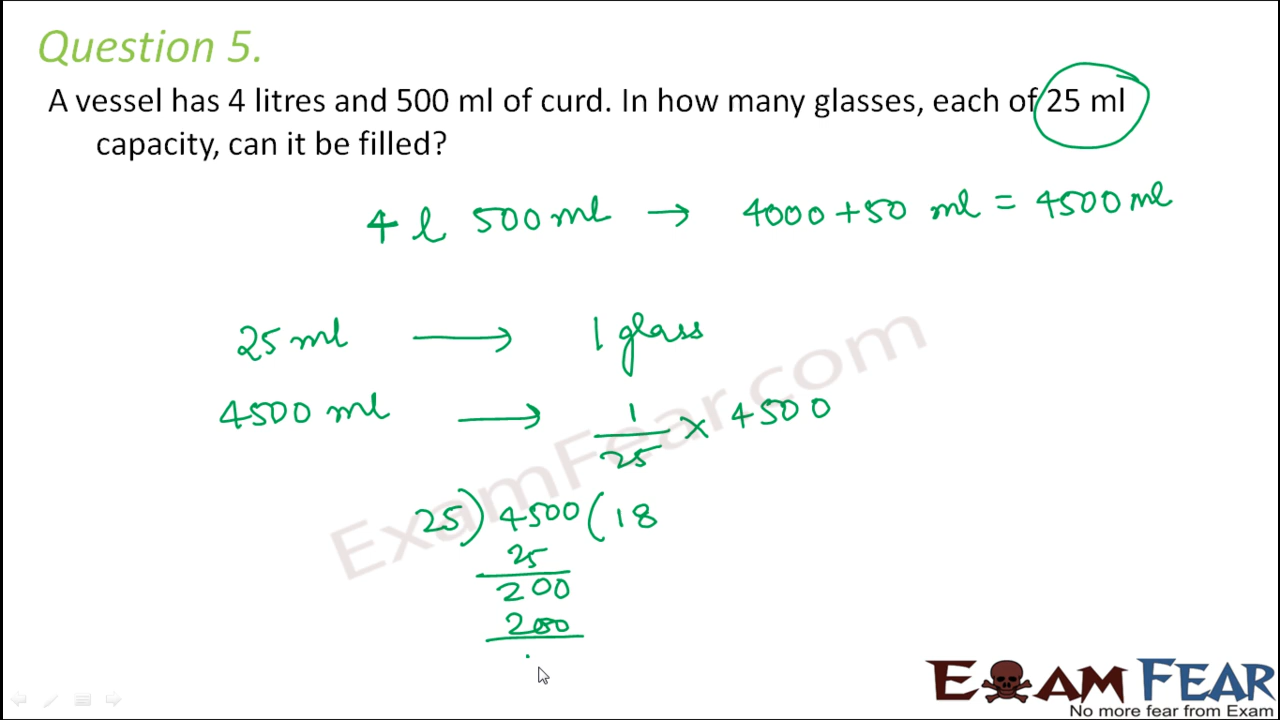 Question 5.
A vessel has 4 litres and 500 ml of curd. In how many glasses, each of 25 ml
capacity, can it be filled?
4 l 500 ml → 4000 + 50 ml = 4500 ml
25 ml → 1 glass
4500 ml → 1/25 × 4500
25 ) 4500 ( 18
25
200
200
ExamFear.com
EXAM FEAR
No more fear from Exam